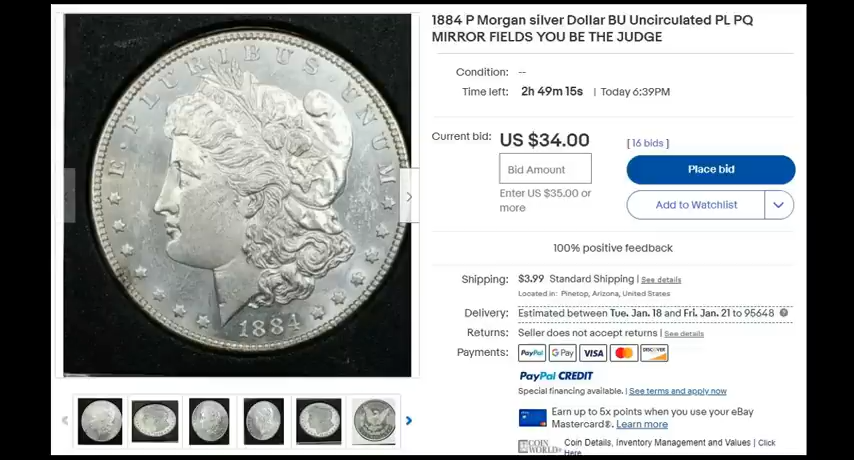 1884 P Morgan silver Dollar BU Uncirculated PL PQ
MIRROR FIELDS YOU BE THE JUDGE
E·PLURIBUS·UNUM
1884
Condition: --
Time left: 2h 49m 15s | Today 6:39PM
Current bid: US $34.00 [ 16 bids ]
Bid Amount
Place bid
Enter US $35.00 or
more
Add to Watchlist
100% positive feedback
Shipping: $3.99 Standard Shipping | See details
Located in: Pinetop, Arizona, United States
Delivery: Estimated between Tue. Jan. 18 and Fri. Jan. 21 to 95648
Returns: Seller does not accept returns | See details
Payments: PayPal G Pay VISA MasterCard DISCOVER
PayPal CREDIT
Special financing available. | See terms and apply now
Earn up to 5x points when you use your eBay
Mastercard®. Learn more
COIN WORLD Coin Details, Inventory Management and Values | Click
Here